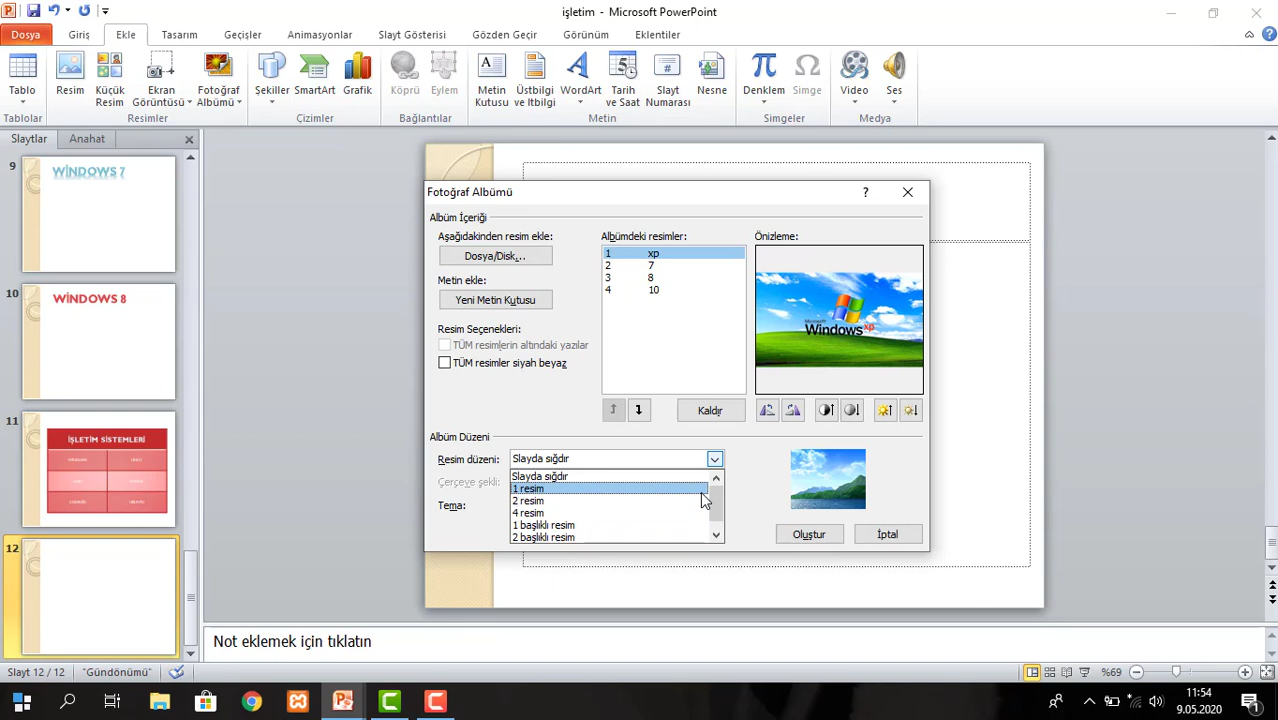 işletim - Microsoft PowerPoint
Dosya Giriş Ekle Tasarım Geçişler Animasyonlar Slayt Gösterisi Gözden Geçir Görünüm Eklentiler
Tablo
Resim
Küçük Resim
Ekran Görüntüsü
Fotoğraf Albümü
Şekiller
SmartArt
Grafik
Köprü
Eylem
Metin Kutusu
Üstbilgi ve Itbilgi
WordArt
Tarih ve Saat
Slayt Numarası
Nesne
Denklem
Simge
Video
Ses
Tablolar Resimler Çizimler Bağlantılar Metin Simgeler Medya
Slaytlar Anahat
9
WİNDOWS 7
10
WİNDOWS 8
11
İŞLETİM SİSTEMLERİ
12
Fotoğraf Albümü
Albüm İçeriği
Aşağıdakinden resim ekle:
Dosya/Disk...
Metin ekle:
Yeni Metin Kutusu
Resim Seçenekleri:
TÜM resimlerin altındaki yazılar
TÜM resimler siyah beyaz
Albümdeki resimler:
1 xp
2 7
3 8
4 10
Kaldır
Önizleme:
Microsoft
Windows xp
Albüm Düzeni
Resim düzeni: Slayda sığdır
Çerçeve şekli:
Tema:
Slayda sığdır
1 resim
2 resim
4 resim
1 başlıklı resim
2 başlıklı resim
Oluştur
İptal
Not eklemek için tıklatın
Slayt 12 / 12 "Gündönümü" %69
11:54
9.05.2020
1